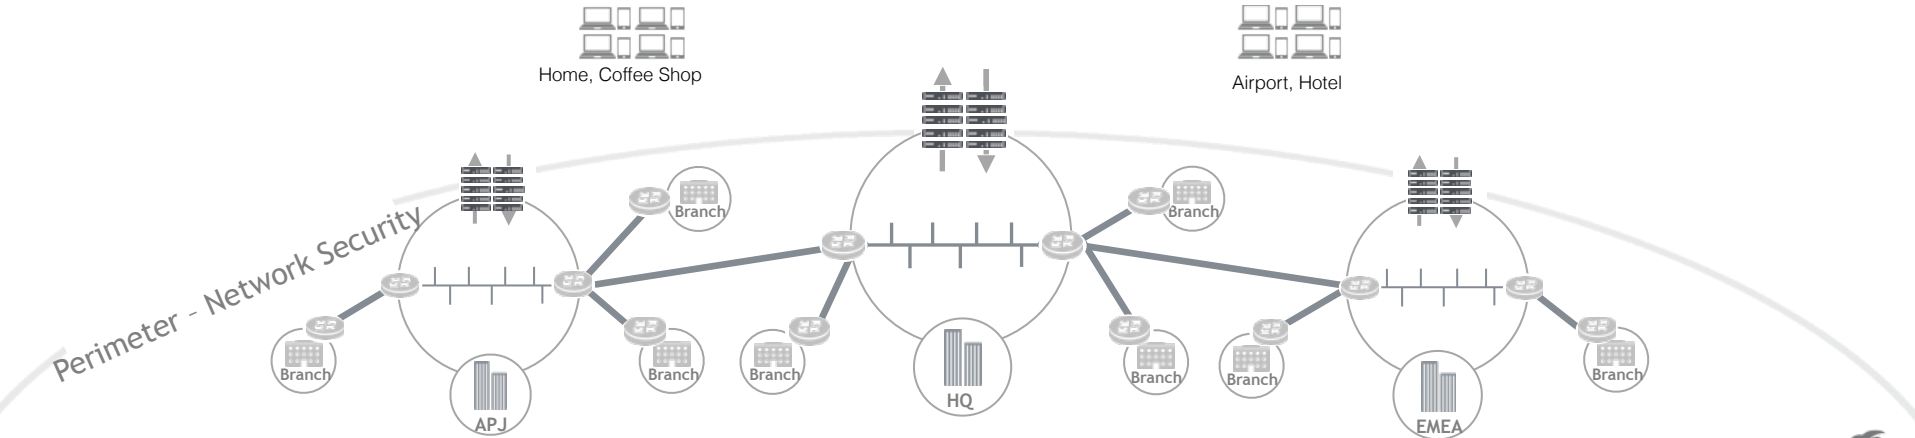 Home, Coffee Shop
Airport, Hotel
Perimeter - Network Security
Branch
Branch
Branch
Branch
Branch
Branch
Branch
Branch
APJ
HQ
EMEA